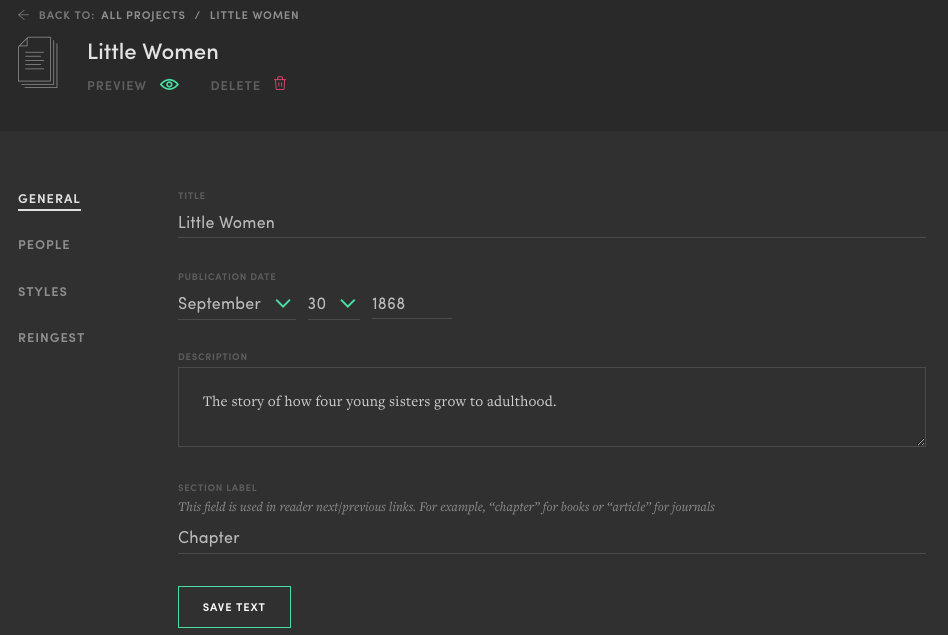 BACK TO: ALL PROJECTS / LITTLE WOMEN
Little Women
PREVIEW DELETE
GENERAL
PEOPLE
STYLES
REINGEST
TITLE
Little Women
PUBLICATION DATE
September 30 1868
DESCRIPTION
The story of how four young sisters grow to adulthood.
SECTION LABEL
This field is used in reader next/previous links. For example, “chapter” for books or “article” for journals
Chapter
SAVE TEXT